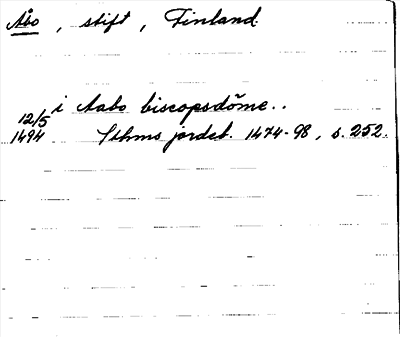 Åbo, stift, Finland.
i Aabo biscopsdöme..
12/5
1494 Sthms jordeb. 1474-98, s. 252.